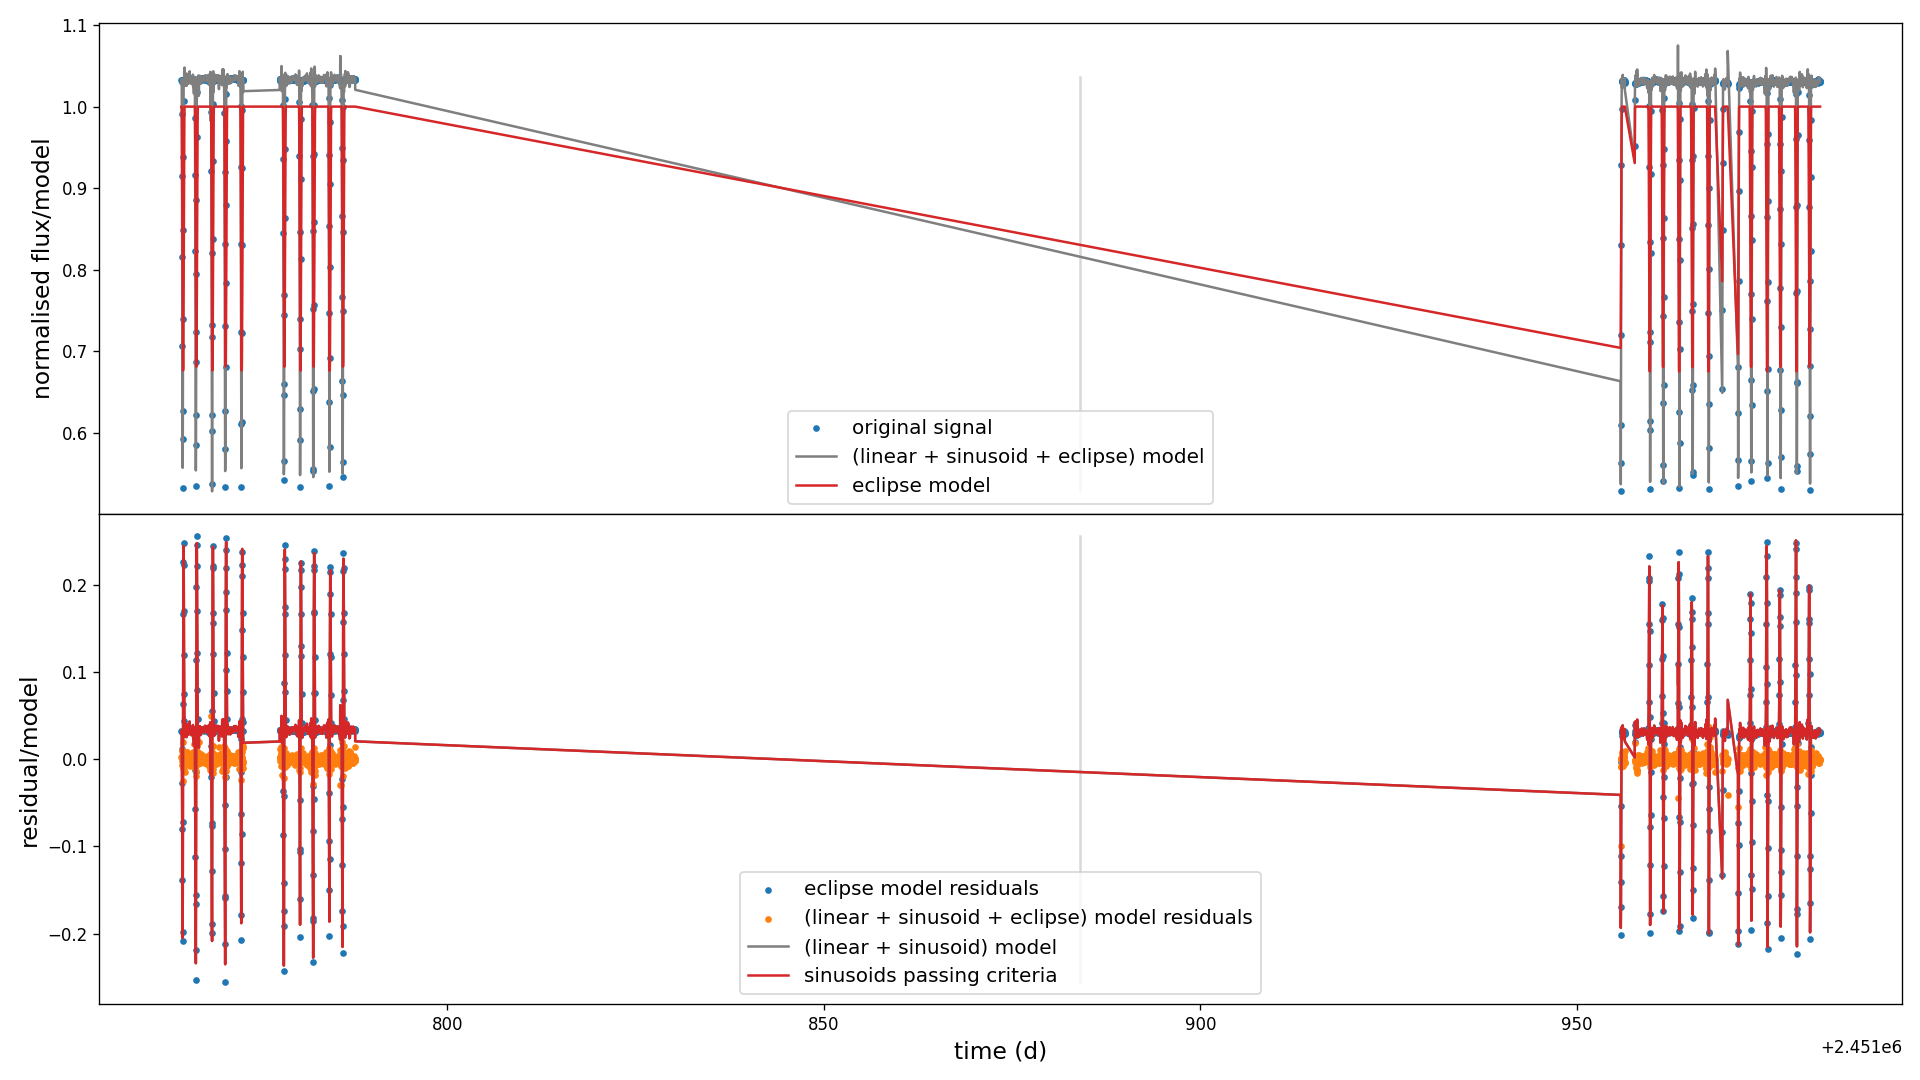 1.1
1.0
0.9
0.8
0.7
0.6
normalised flux/model
original signal
(linear + sinusoid + eclipse) model
eclipse model
0.2
0.1
0.0
−0.1
−0.2
residual/model
eclipse model residuals
(linear + sinusoid + eclipse) model residuals
(linear + sinusoid) model
sinusoids passing criteria
800
850
900
950
time (d)
+2.451e6